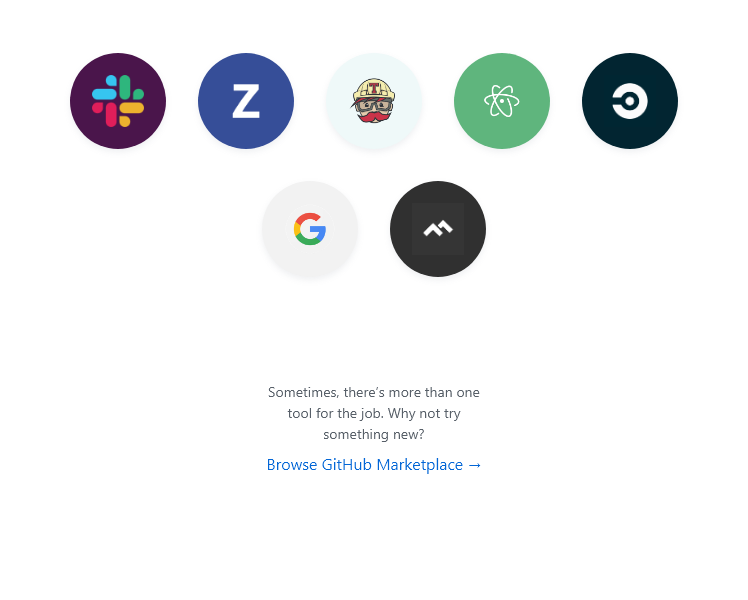 Z
T
G
Sometimes, there's more than one
tool for the job. Why not try
something new?
Browse GitHub Marketplace →